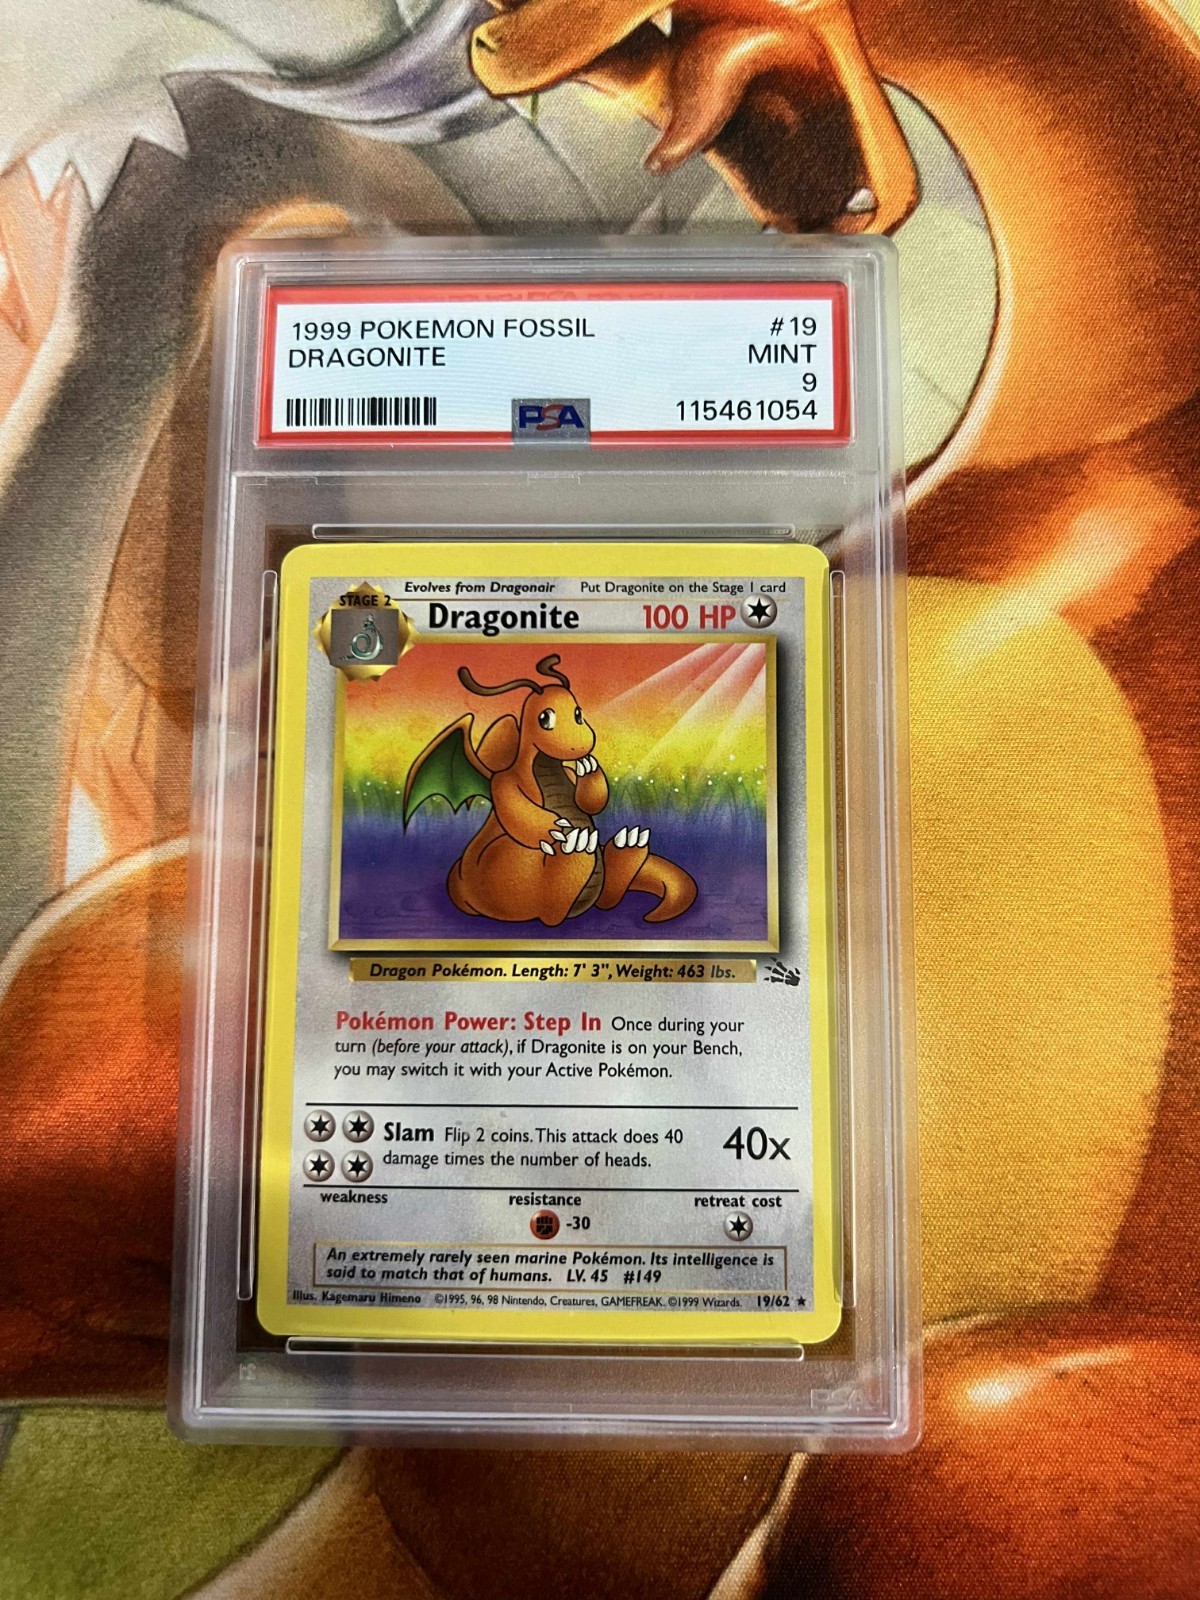 1999 POKEMON FOSSIL #19
DRAGONITE MINT
9
PSA 115461054
Evolves from Dragonair Put Dragonite on the Stage 1 card
STAGE 2
Dragonite 100 HP
Dragon Pokémon. Length: 7' 3", Weight: 463 lbs.
Pokémon Power: Step In Once during your
turn (before your attack), if Dragonite is on your Bench,
you may switch it with your Active Pokémon.
Slam Flip 2 coins. This attack does 40
damage times the number of heads.
40x
weakness resistance retreat cost
-30
An extremely rarely seen marine Pokémon. Its intelligence is
said to match that of humans. LV. 45 #149
Illus. Kagemaru Himeno ©1995, 96, 98 Nintendo, Creatures, GAMEFREAK. ©1999 Wizards. 19/62 ★
PSA